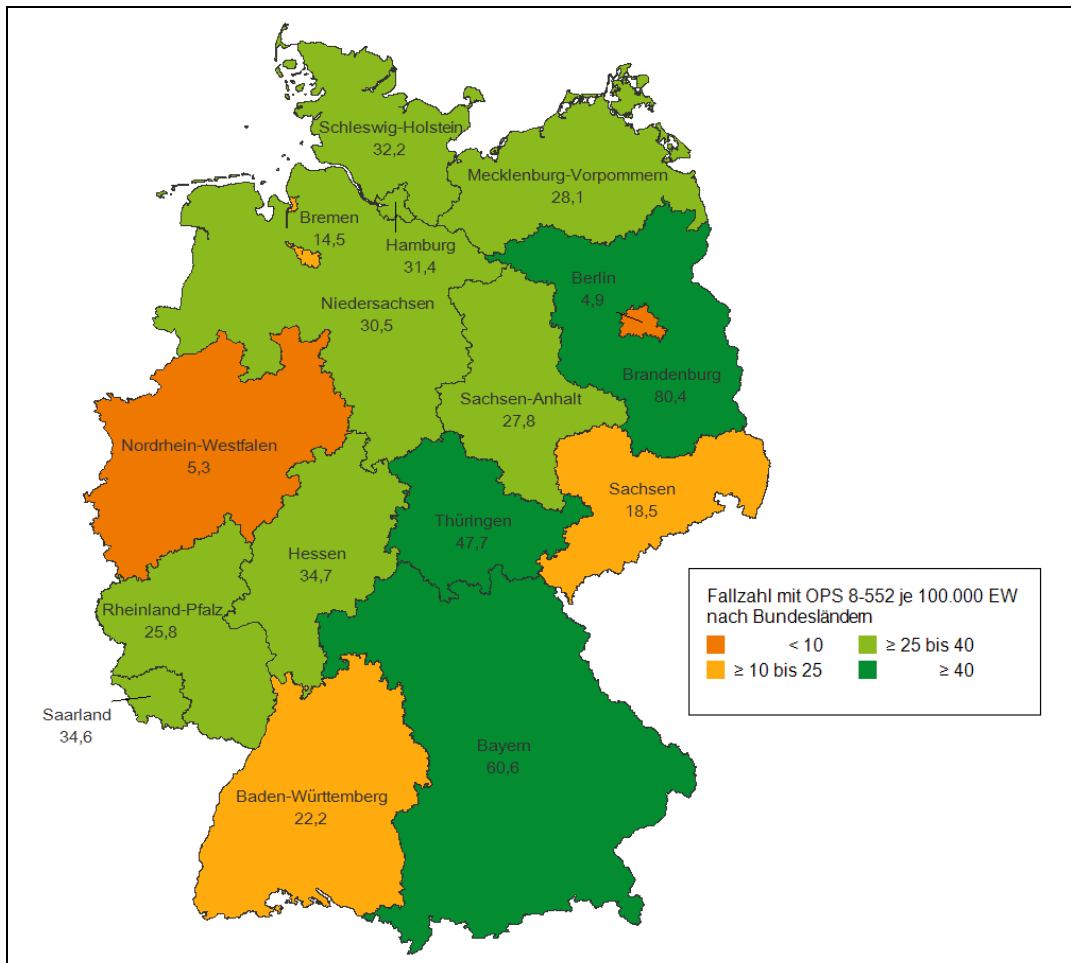 Schleswig-Holstein
32,2
Mecklenburg-Vorpommern
28,1
Bremen
14,5
Hamburg
31,4
Berlin
4,9
Niedersachsen
30,5
Brandenburg
80,4
Sachsen-Anhalt
27,8
Nordrhein-Westfalen
5,3
Sachsen
18,5
Thüringen
47,7
Hessen
34,7
Rheinland-Pfalz
25,8
Saarland
34,6
Bayern
60,6
Baden-Württemberg
22,2
Fallzahl mit OPS 8-552 je 100.000 EW
nach Bundesländern
< 10 ≥ 25 bis 40
≥ 10 bis 25 ≥ 40